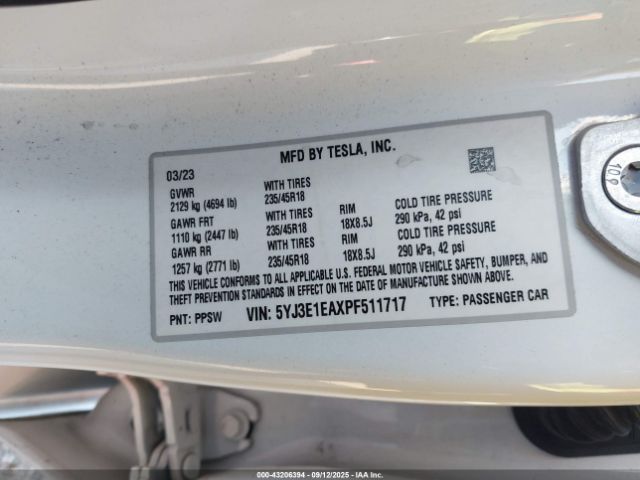 MFD BY TESLA, INC.
03/23
GVWR WITH TIRES
2129 kg (4694 lb) 235/45R18
GAWR FRT WITH TIRES RIM COLD TIRE PRESSURE
1110 kg (2447 lb) 235/45R18 18X8.5J 290 kPa, 42 psi
GAWR RR WITH TIRES RIM COLD TIRE PRESSURE
1257 kg (2771 lb) 235/45R18 18X8.5J 290 kPa, 42 psi
THIS VEHICLE CONFORMS TO ALL APPLICABLE U.S. FEDERAL MOTOR VEHICLE SAFETY, BUMPER, AND
THEFT PREVENTION STANDARDS IN EFFECT ON THE DATE OF MANUFACTURE SHOWN ABOVE.
PNT: PPSW VIN: 5YJ3E1EAXPF511717 TYPE: PASSENGER CAR
10.9
© - 43206394 - 09/12/2025 - IAAI